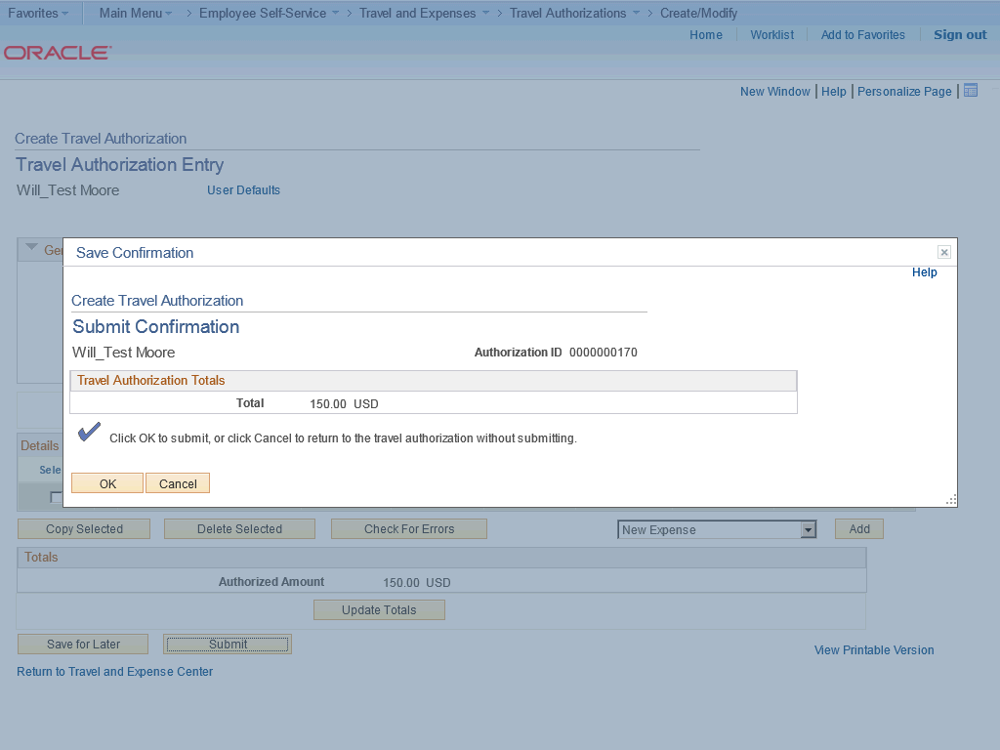 Favorites Main Menu > Employee Self-Service > Travel and Expenses > Travel Authorizations > Create/Modify
Home Worklist Add to Favorites Sign out
ORACLE
New Window | Help | Personalize Page |
Create Travel Authorization
Travel Authorization Entry
Will_Test Moore User Defaults
Save Confirmation
Help
Create Travel Authorization
Submit Confirmation
Will_Test Moore Authorization ID 0000000170
Travel Authorization Totals
Total 150.00 USD
Click OK to submit, or click Cancel to return to the travel authorization without submitting.
OK Cancel
Details
Copy Selected Delete Selected Check For Errors New Expense Add
Totals
Authorized Amount 150.00 USD
Update Totals
Save for Later Submit
View Printable Version
Return to Travel and Expense Center